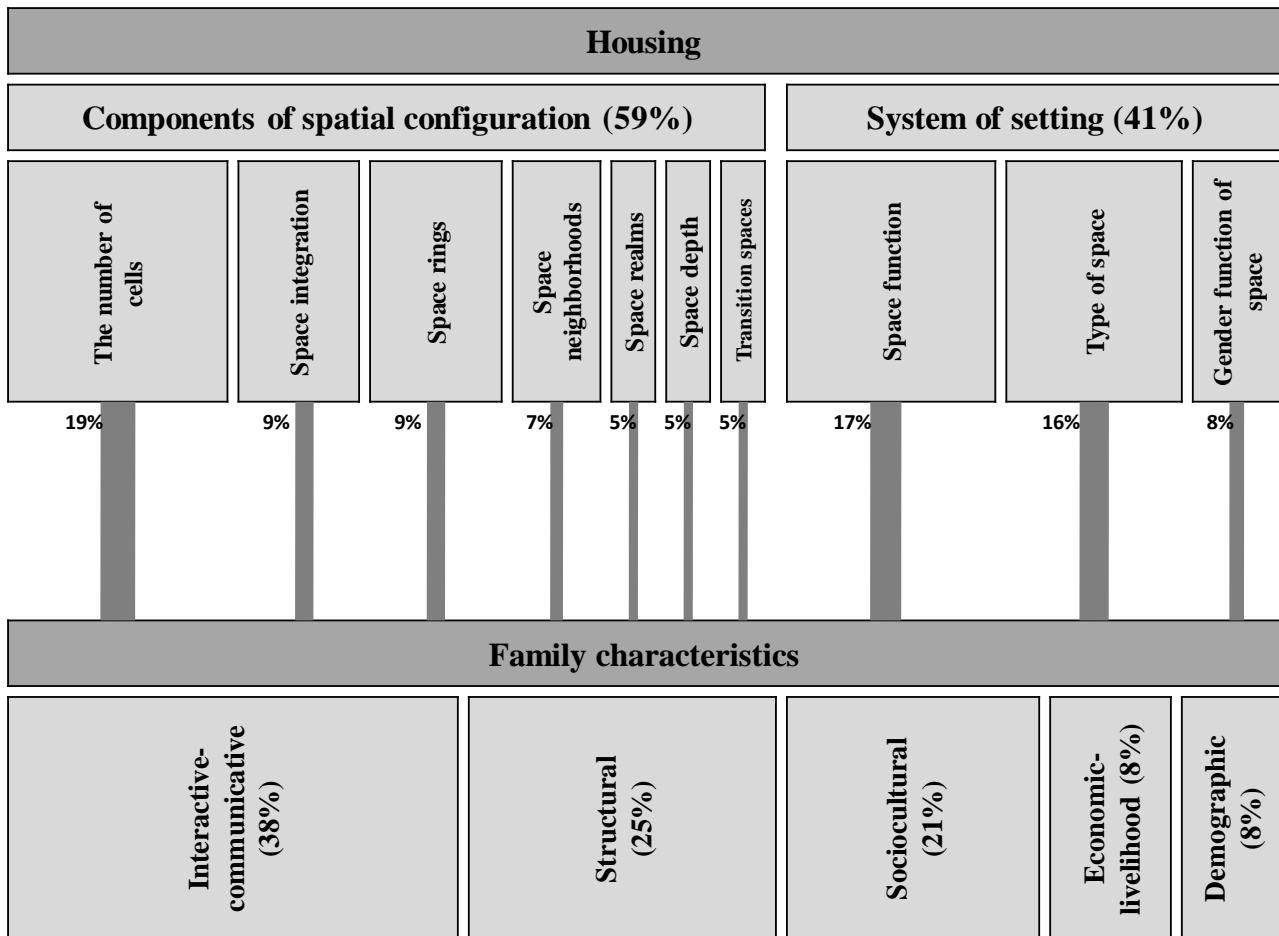 Housing
Components of spatial configuration (59%)
System of setting (41%)
The number of
cells
Space integration
Space rings
Space
neighborhoods
Space realms
Space depth
Transition spaces
Space function
Type of space
Gender function of
space
19%
9%
9%
7%
5%
5%
5%
17%
16%
8%
Family characteristics
Interactive-
communicative
(38%)
Structural
(25%)
Sociocultural
(21%)
Economic-
livelihood (8%)
Demographic
(8%)